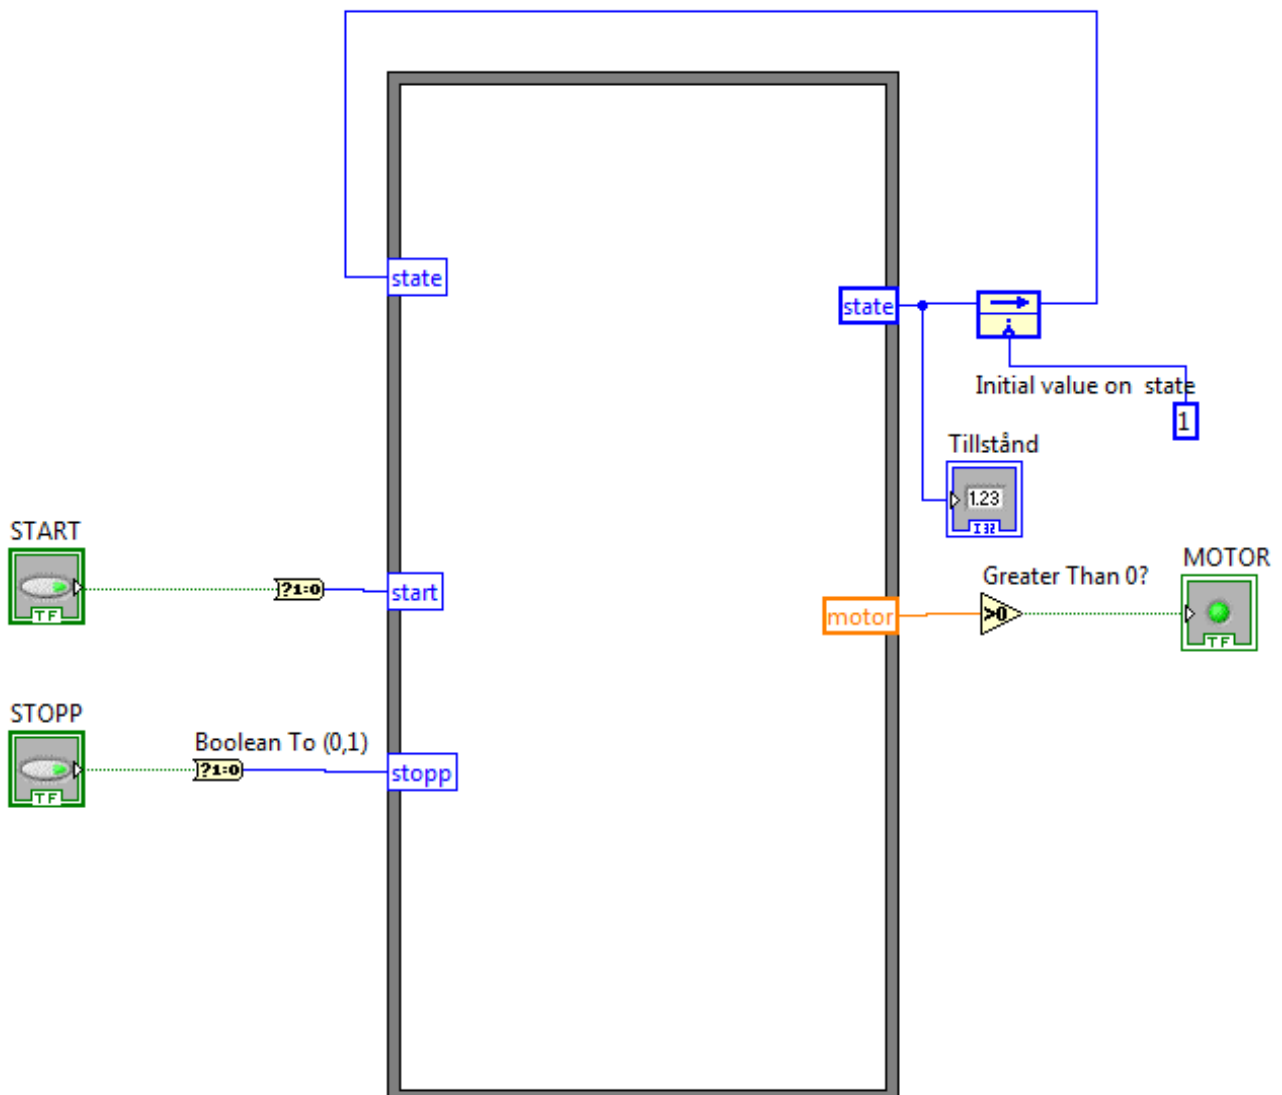 state
state
Initial value on  state
1
Tillstånd
1.23
I32
START
?1:0
TF
start
Greater Than 0?
>0
MOTOR
TF
motor
STOPP
Boolean To (0,1)
?1:0
TF
stopp